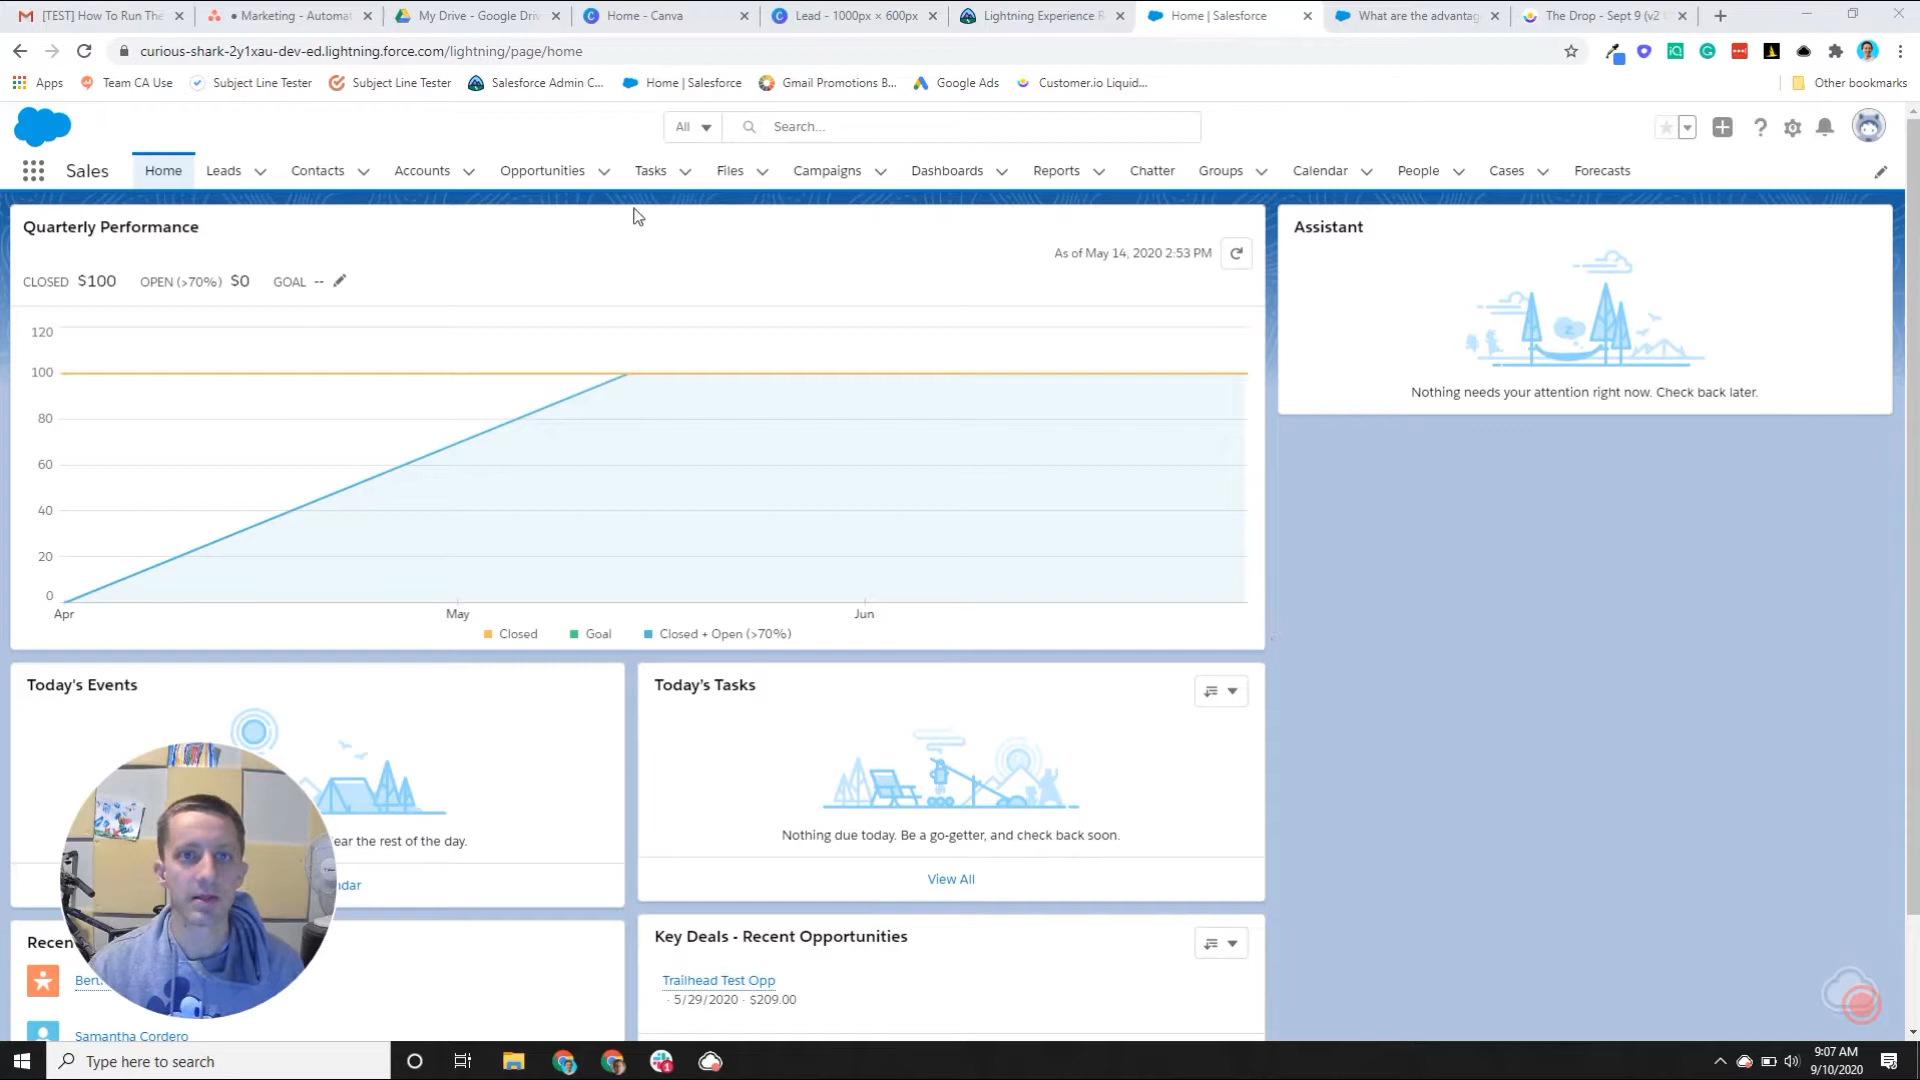 [TEST] How To Run The
• Marketing - Automat
My Drive - Google Driv
Home - Canva
Lead - 1000px × 600px
Lightning Experience R
Home | Salesforce
What are the advantag
The Drop - Sept 9 (v2
curious-shark-2y1xau-dev-ed.lightning.force.com/lightning/page/home
Apps
Team CA Use
Subject Line Tester
Subject Line Tester
Salesforce Admin C...
Home | Salesforce
Gmail Promotions B...
Google Ads
Customer.io Liquid...
Other bookmarks
All
Search...
Sales
Home
Leads
Contacts
Accounts
Opportunities
Tasks
Files
Campaigns
Dashboards
Reports
Chatter
Groups
Calendar
People
Cases
Forecasts
Quarterly Performance
As of May 14, 2020 2:53 PM
CLOSED $100 OPEN (>70%) $0 GOAL --
120
100
80
60
40
20
0
Apr
May
Jun
Closed
Goal
Closed + Open (>70%)
Assistant
Nothing needs your attention right now. Check back later.
Today's Events
ear the rest of the day.
ndar
Today's Tasks
Nothing due today. Be a go-getter, and check back soon.
View All
Recen
Bert
Samantha Cordero
Key Deals - Recent Opportunities
Trailhead Test Opp
· 5/29/2020 · $209.00
Type here to search
9:07 AM
9/10/2020